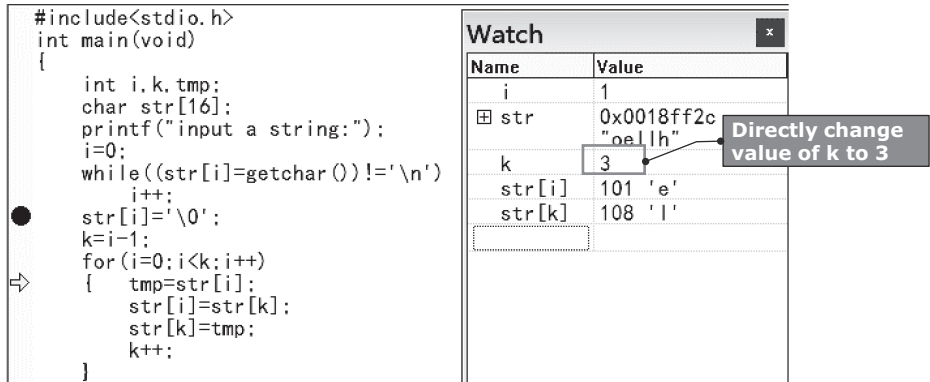 #include<stdio.h>
int main(void)
{
int i,k,tmp;
char str[16];
printf("input a string:");
i=0;
while((str[i]=getchar())!='\n')
i++;
str[i]='\0';
k=i-1;
for(i=0;i<k;i++)
{ tmp=str[i];
str[i]=str[k];
str[k]=tmp;
k++;
}
Watch x
Name Value
i 1
str 0x0018ff2c
"oellh"
k 3
str[i] 101 'e'
str[k] 108 'l'
Directly change
value of k to 3